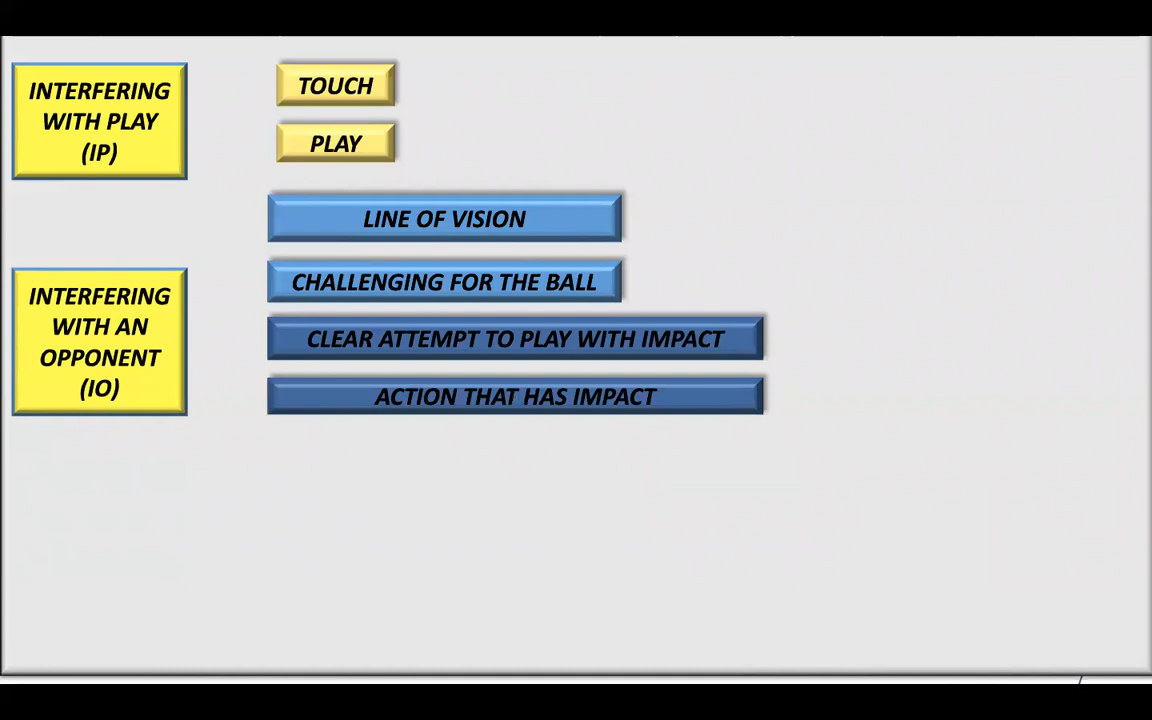 INTERFERING
WITH PLAY
(IP)
TOUCH
PLAY
LINE OF VISION
CHALLENGING FOR THE BALL
INTERFERING
WITH AN
OPPONENT
(IO)
CLEAR ATTEMPT TO PLAY WITH IMPACT
ACTION THAT HAS IMPACT